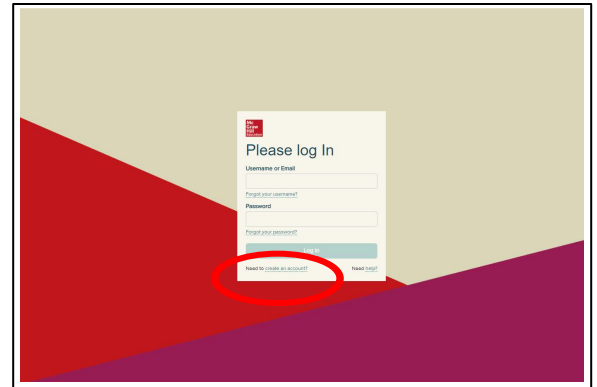 Mc
Graw
Hill
Education
Please log In
Username or Email
Forgot your username?
Password
Forgot your password?
Log In
Need to create an account?
Need help?